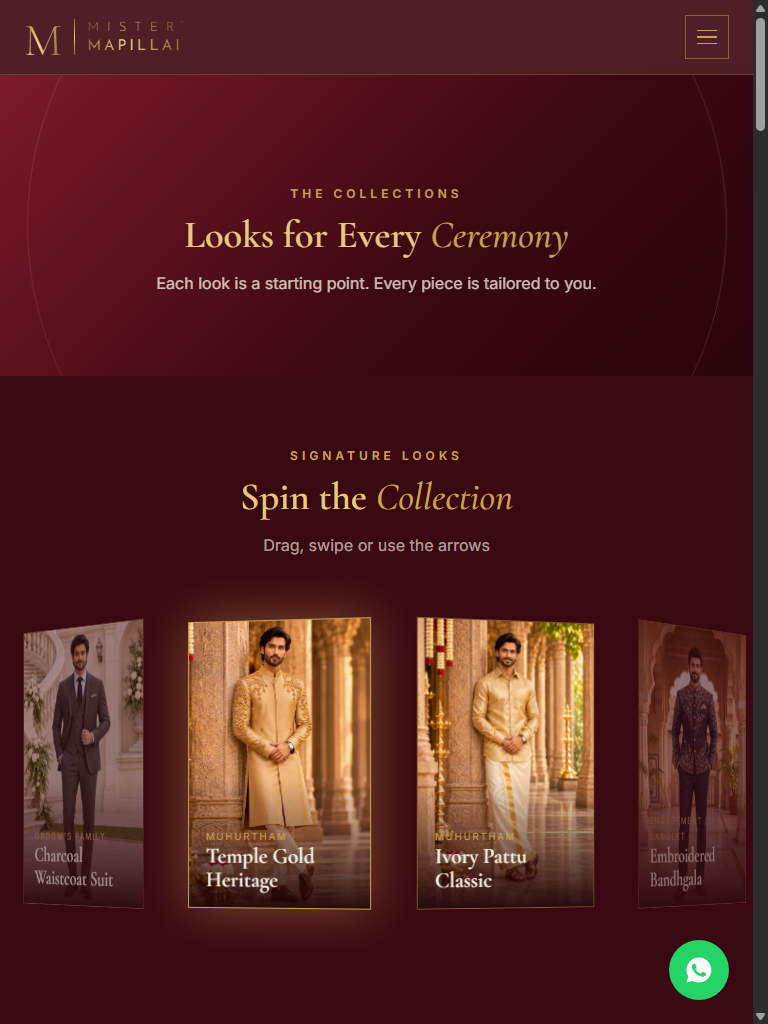 M
MISTER
MAPILLAI
THE COLLECTIONS
Looks for Every Ceremony
Each look is a starting point. Every piece is tailored to you.
SIGNATURE LOOKS
Spin the Collection
Drag, swipe or use the arrows
GROOM'S FAMILY
Charcoal
Waistcoat Suit
MUHURTHAM
Temple Gold
Heritage
MUHURTHAM
Ivory Pattu
Classic
ENGAGEMENT /
SANGEET
Embroidered
Bandhgala